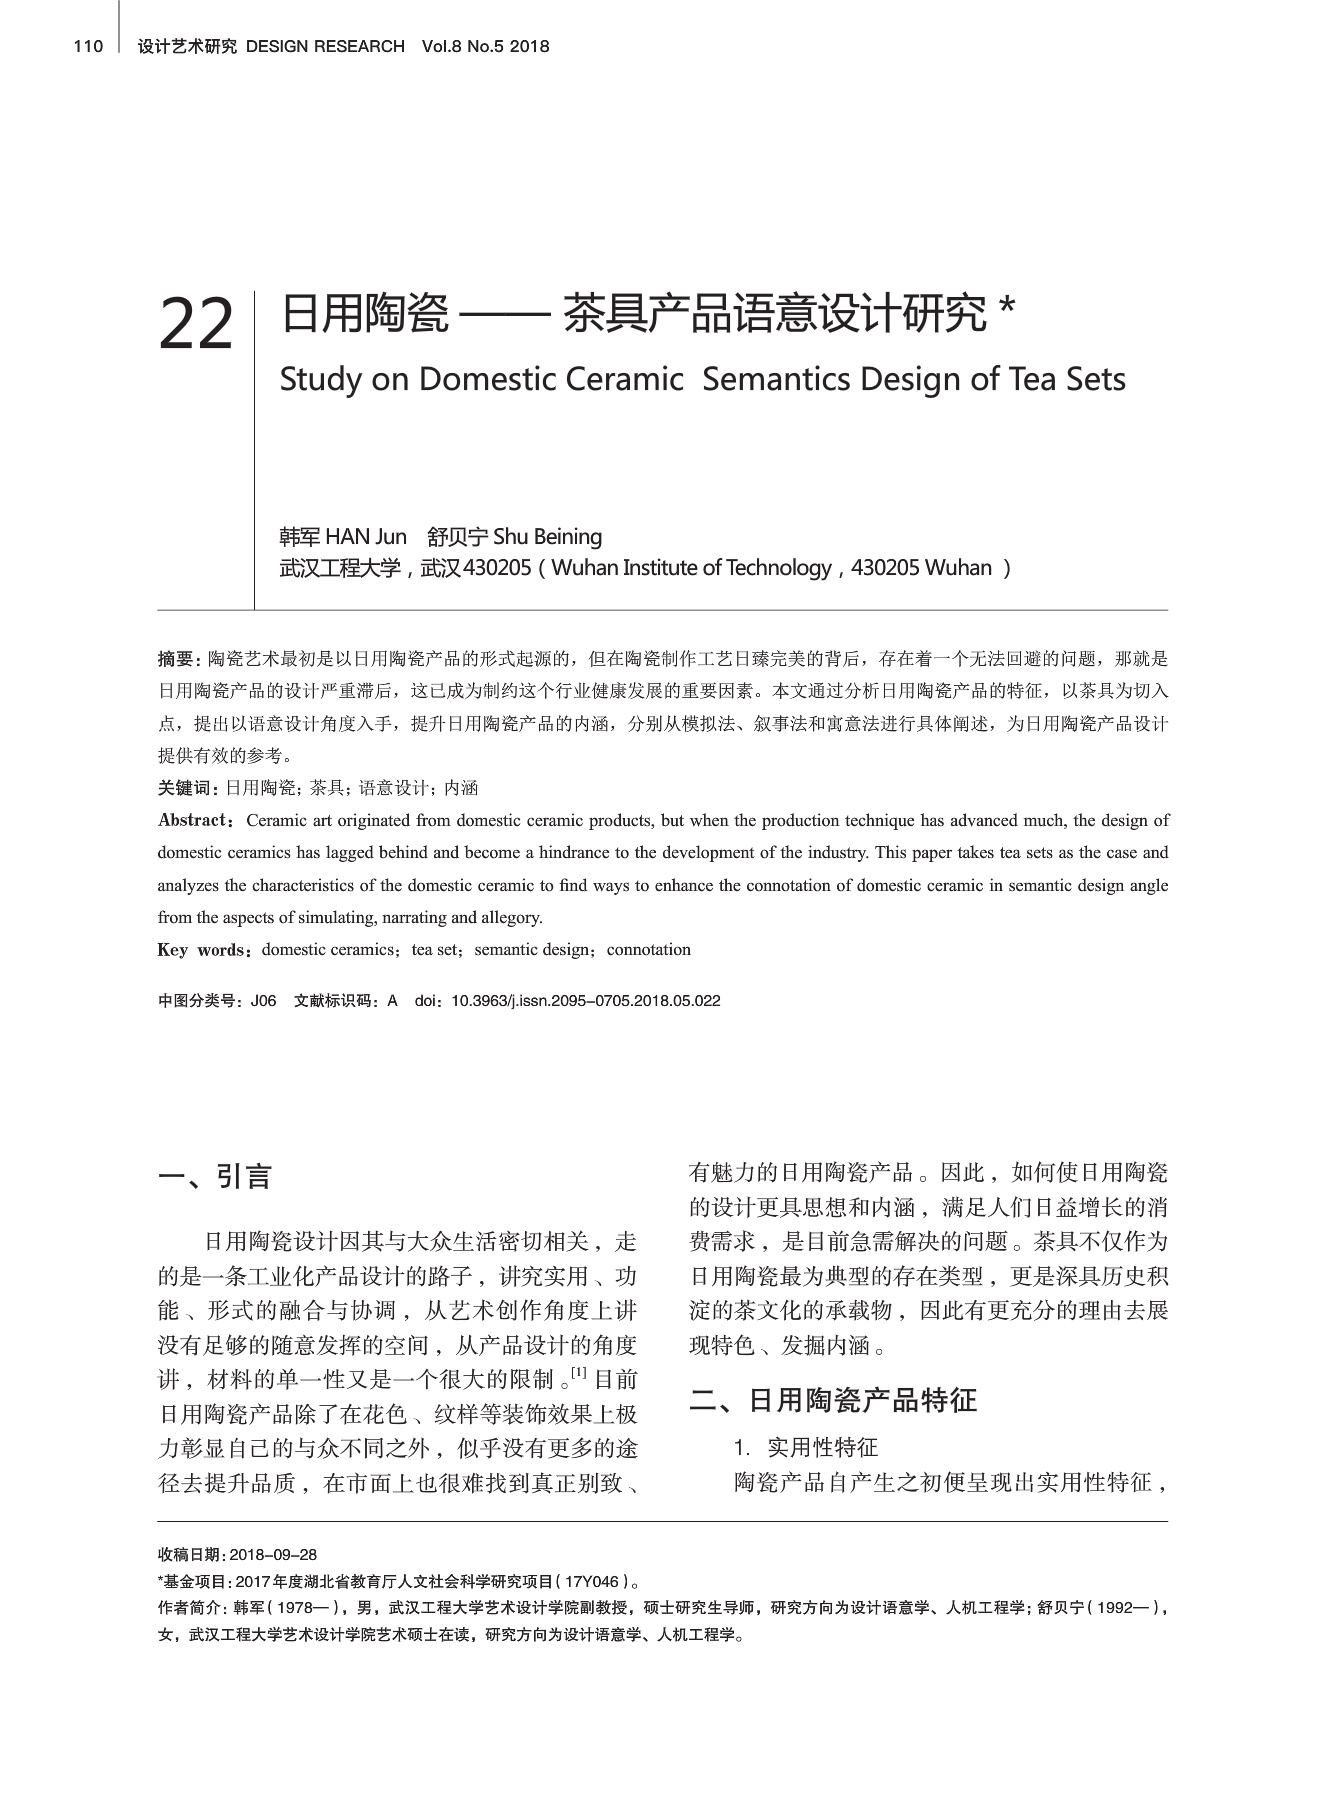 110 设计艺术研究 DESIGN RESEARCH Vol.8 No.5 2018
22
日用陶瓷 —— 茶具产品语意设计研究 *
Study on Domestic Ceramic Semantics Design of Tea Sets
韩军 HAN Jun 舒贝宁 Shu Beining
武汉工程大学，武汉430205（Wuhan Institute of Technology，430205 Wuhan ）
摘要：陶瓷艺术最初是以日用陶瓷产品的形式起源的，但在陶瓷制作工艺日臻完美的背后，存在着一个无法回避的问题，那就是
日用陶瓷产品的设计严重滞后，这已成为制约这个行业健康发展的重要因素。本文通过分析日用陶瓷产品的特征，以茶具为切入
点，提出以语意设计角度入手，提升日用陶瓷产品的内涵，分别从模拟法、叙事法和寓意法进行具体阐述，为日用陶瓷产品设计
提供有效的参考。
关键词：日用陶瓷；茶具；语意设计；内涵
Abstract：Ceramic art originated from domestic ceramic products, but when the production technique has advanced much, the design of
domestic ceramics has lagged behind and become a hindrance to the development of the industry. This paper takes tea sets as the case and
analyzes the characteristics of the domestic ceramic to find ways to enhance the connotation of domestic ceramic in semantic design angle
from the aspects of simulating, narrating and allegory.
Key words：domestic ceramics；tea set；semantic design；connotation
中图分类号：J06 文献标识码：A doi：10.3963/j.issn.2095-0705.2018.05.022
一、引言
日用陶瓷设计因其与大众生活密切相关，走
的是一条工业化产品设计的路子，讲究实用、功
能、形式的融合与协调，从艺术创作角度上讲
没有足够的随意发挥的空间，从产品设计的角度
讲，材料的单一性又是一个很大的限制。[1] 目前
日用陶瓷产品除了在花色、纹样等装饰效果上极
力彰显自己的与众不同之外，似乎没有更多的途
径去提升品质，在市面上也很难找到真正别致、
有魅力的日用陶瓷产品。因此，如何使日用陶瓷
的设计更具思想和内涵，满足人们日益增长的消
费需求，是目前急需解决的问题。茶具不仅作为
日用陶瓷最为典型的存在类型，更是深具历史积
淀的茶文化的承载物，因此有更充分的理由去展
现特色、发掘内涵。
二、日用陶瓷产品特征
1. 实用性特征
陶瓷产品自产生之初便呈现出实用性特征，
收稿日期：2018-09-28
*基金项目：2017年度湖北省教育厅人文社会科学研究项目（17Y046）。
作者简介：韩军（1978—），男，武汉工程大学艺术设计学院副教授，硕士研究生导师，研究方向为设计语意学、人机工程学；舒贝宁（1992—），
女，武汉工程大学艺术设计学院艺术硕士在读，研究方向为设计语意学、人机工程学。